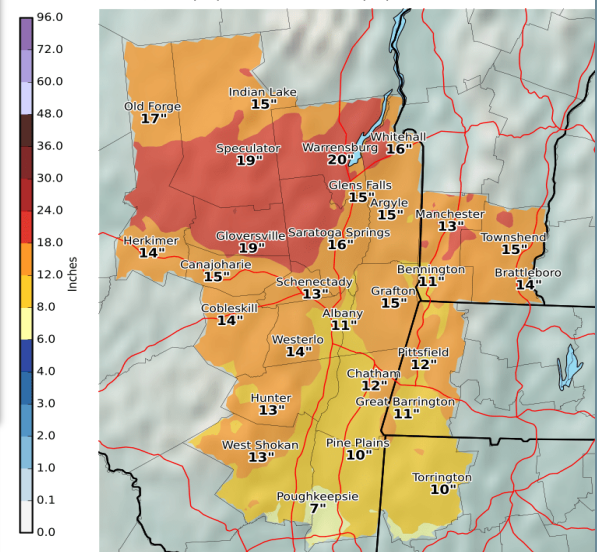 96.0
72.0
60.0
48.0
36.0
30.0
24.0
18.0
12.0
8.0
6.0
4.0
3.0
2.0
1.0
0.1
0.0
Inches
Old Forge
17"
Indian Lake
15"
Speculator
19"
Warrensburg
20"
Whitehall
16"
Glens Falls
15"
Argyle
15"
Manchester
13"
Herkimer
14"
Gloversville
19"
Saratoga Springs
16"
Townshend
15"
Canajoharie
15"
Schenectady
13"
Bennington
11"
Brattleboro
14"
Grafton
15"
Cobleskill
14"
Albany
11"
Westerlo
14"
Pittsfield
12"
Chatham
12"
Hunter
13"
Great Barrington
11"
West Shokan
13"
Pine Plains
10"
Torrington
10"
Poughkeepsie
7"